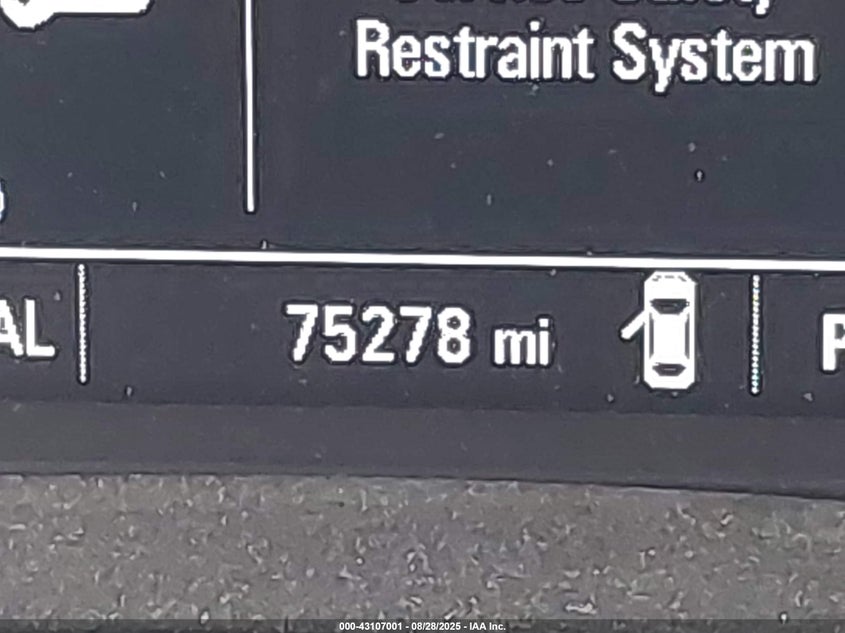 Restraint System
AL
75278 mi
P
000-43107001 - 08/28/2025 - IAA Inc.